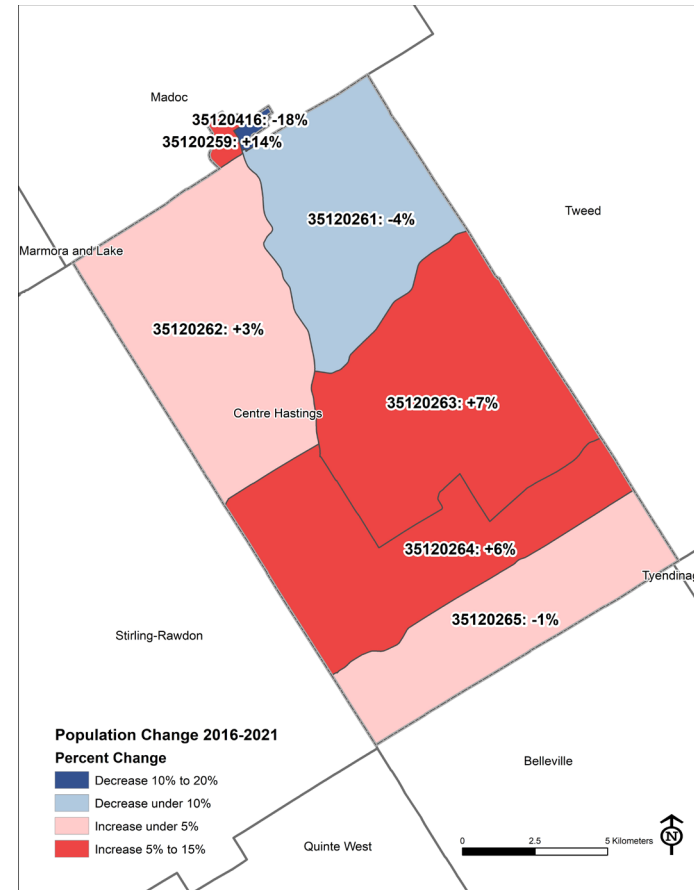 Madoc
35120416: -18%
35120259: +14%
35120261: -4%
Tweed
Marmora and Lake
35120262: +3%
35120263: +7%
Centre Hastings
35120264: +6%
Tyendinag
35120265: -1%
Stirling-Rawdon
Population Change 2016-2021
Percent Change
Decrease 10% to 20%
Decrease under 10%
Increase under 5%
Increase 5% to 15%
Belleville
Quinte West
0 2.5 5 Kilometers
N